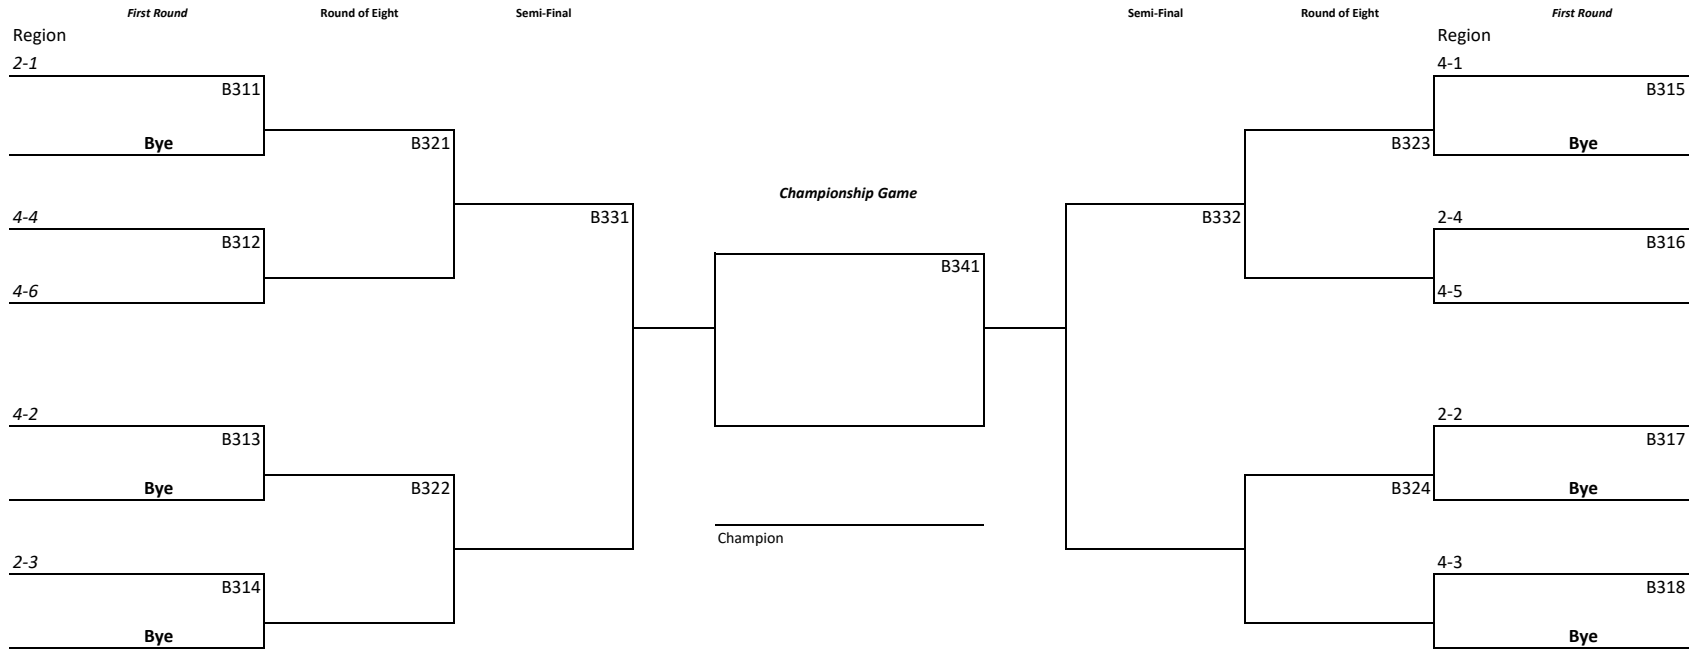 First Round Round of Eight Semi-Final Semi-Final Round of Eight First Round
Region Region
2-1 4-1
B311 B315
Bye B321 B323 Bye
Championship Game
4-4 B331 B332 2-4
B312 B316
B341
4-6 4-5
4-2 2-2
B313 B317
Bye B322 B324 Bye
Champion
2-3 4-3
B314 B318
Bye Bye